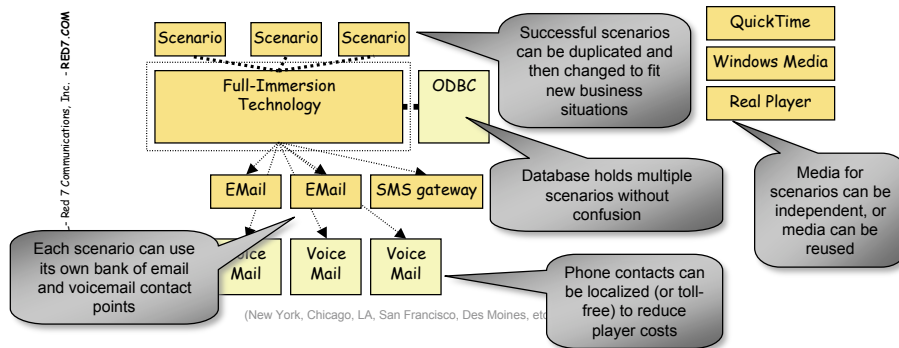 - Red 7 Communications, Inc. - RED7.COM
Scenario
Scenario
Scenario
Successful scenarios
can be duplicated and
then changed to fit
new business
situations
QuickTime
Windows Media
Real Player
Full-Immersion
Technology
ODBC
Database holds multiple
scenarios without
confusion
Media for
scenarios can be
independent, or
media can be
reused
EMail
EMail
SMS gateway
Each scenario can use
its own bank of email
and voicemail contact
points
Mail
Voice
Mail
Voice
Mail
Phone contacts can
be localized (or toll-
free) to reduce
player costs
(New York, Chicago, LA, San Francisco, Des Moines,